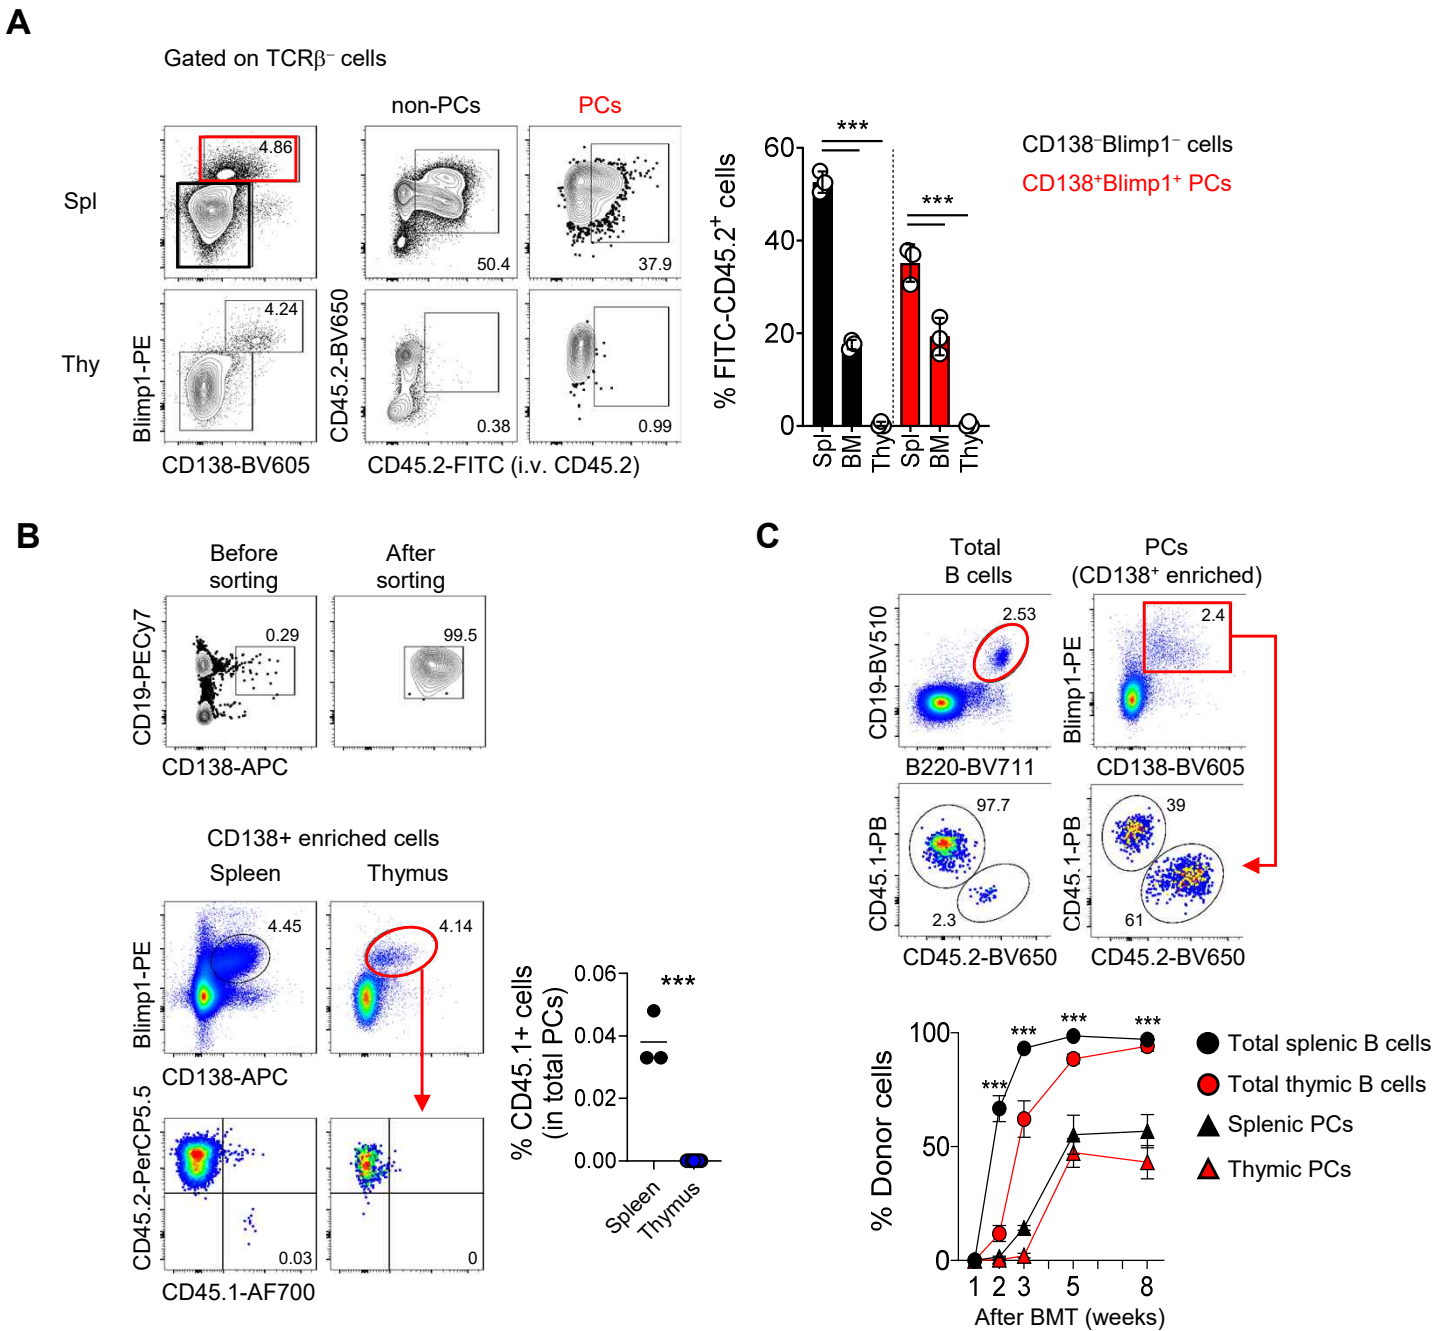 A
Gated on TCRβ⁻ cells
non-PCs
PCs
Spl
4.86
50.4
37.9
Thy
4.24
0.38
0.99
Blimp1-PE
CD138-BV605
CD45.2-BV650
CD45.2-FITC (i.v. CD45.2)
% FITC-CD45.2⁺ cells
60
40
20
0
***
***
Spl
BM
Thy
Spl
BM
Thy
CD138⁻Blimp1⁻ cells
CD138⁺Blimp1⁺ PCs
B
Before
sorting
After
sorting
0.29
99.5
CD19-PECy7
CD138-APC
CD138+ enriched cells
Spleen
Thymus
4.45
4.14
Blimp1-PE
CD138-APC
CD45.2-PerCP5.5
0.03
0
CD45.1-AF700
% CD45.1+ cells
(in total PCs)
0.06
0.04
0.02
0.00
***
Spleen
Thymus
C
Total
B cells
PCs
(CD138⁺ enriched)
2.53
2.4
CD19-BV510
B220-BV711
Blimp1-PE
CD138-BV605
97.7
2.3
39
61
CD45.1-PB
CD45.2-BV650
CD45.1-PB
CD45.2-BV650
% Donor cells
100
50
0
***
***
***
***
1
2
3
5
8
After BMT (weeks)
Total splenic B cells
Total thymic B cells
Splenic PCs
Thymic PCs